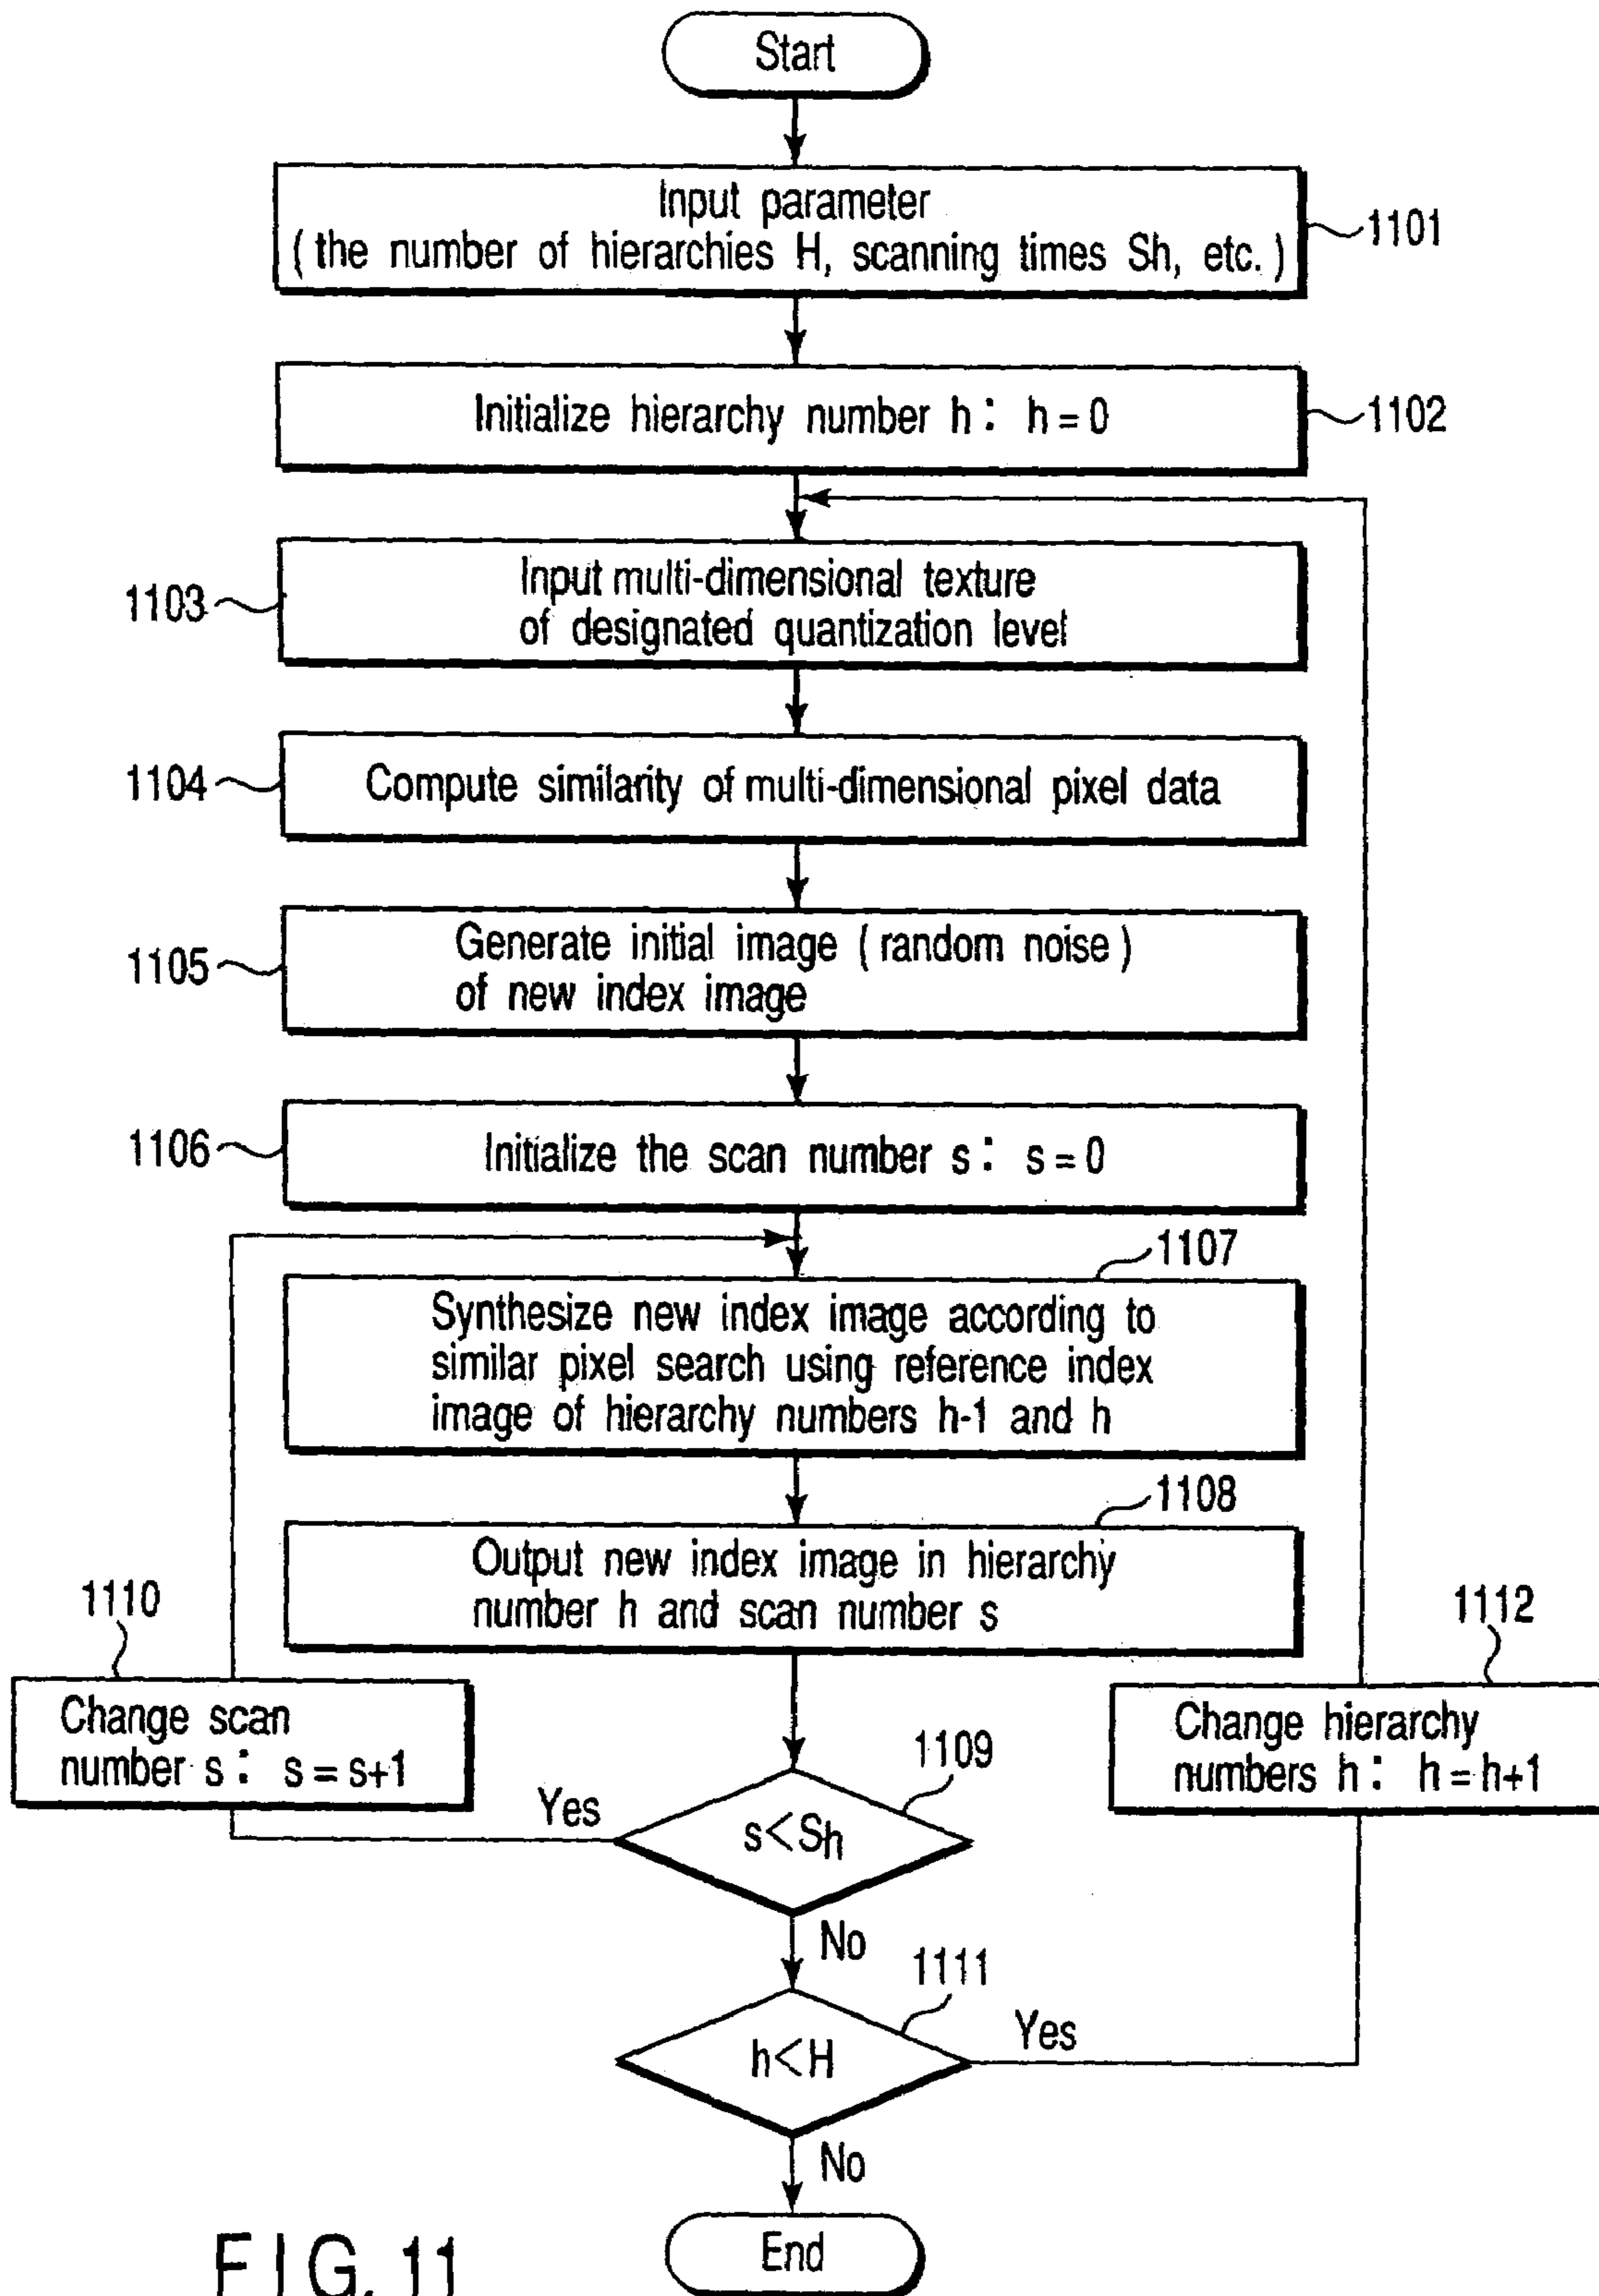 Start
Input parameter
( the number of hierarchies H, scanning times Sh, etc. )
1101
Initialize hierarchy number h : h = 0
1102
Input multi-dimensional texture
of designated quantization level
1103
Compute similarity of multi-dimensional pixel data
1104
Generate initial image ( random noise )
of new index image
1105
Initialize the scan number s : s = 0
1106
1107
Synthesize new index image according to
similar pixel search using reference index
image of hierarchy numbers h-1 and h
1108
Output new index image in hierarchy
number h and scan number s
1110
Change scan
number s : s = s+1
1112
Change hierarchy
numbers h : h = h+1
1109
Yes
s<Sh
No
1111
Yes
h<H
No
End
FIG. 11